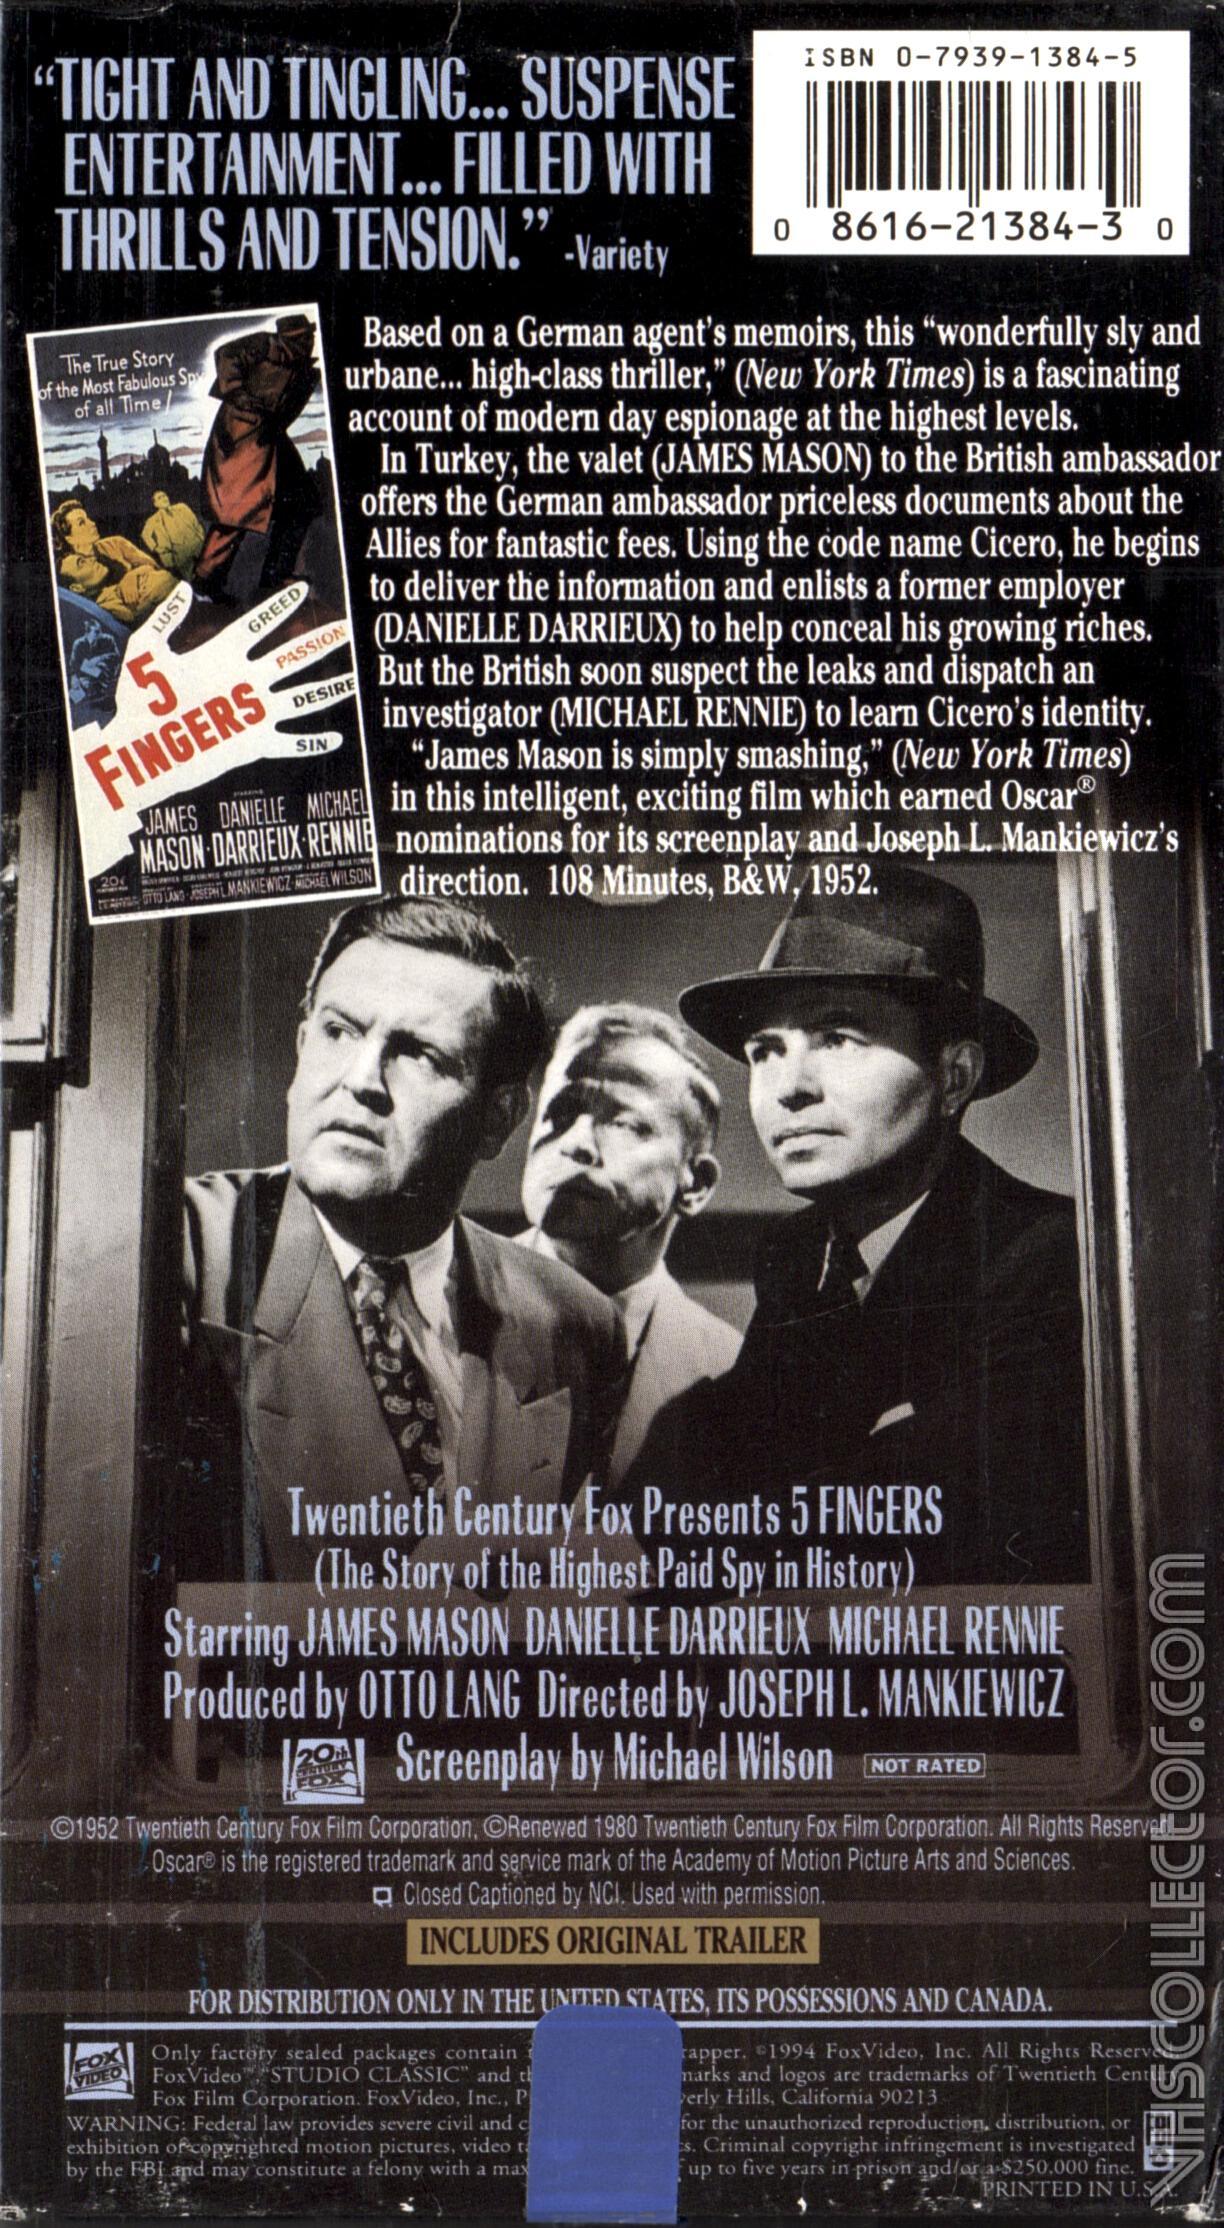 ISBN 0-7939-1384-5
0 8616-21384-3 0
“TIGHT AND TINGLING... SUSPENSE
ENTERTAINMENT... FILLED WITH
THRILLS AND TENSION.” -Variety
The True Story
of the Most Fabulous Spy
of all Time!
LUST
GREED
PASSION
DESIRE
SIN
5
FINGERS
JAMES DANIELLE MICHAEL
MASON·DARRIEUX·RENNIE
OTTO LANG · JOSEPH L. MANKIEWICZ · MICHAEL WILSON
Based on a German agent's memoirs, this “wonderfully sly and
urbane... high-class thriller,” (New York Times) is a fascinating
account of modern day espionage at the highest levels.
In Turkey, the valet (JAMES MASON) to the British ambassador
offers the German ambassador priceless documents about the
Allies for fantastic fees. Using the code name Cicero, he begins
to deliver the information and enlists a former employer
(DANIELLE DARRIEUX) to help conceal his growing riches.
But the British soon suspect the leaks and dispatch an
investigator (MICHAEL RENNIE) to learn Cicero's identity.
“James Mason is simply smashing,” (New York Times)
in this intelligent, exciting film which earned Oscar®
nominations for its screenplay and Joseph L. Mankiewicz's
direction. 108 Minutes, B&W, 1952.
Twentieth Century Fox Presents 5 FINGERS
(The Story of the Highest Paid Spy in History)
Starring JAMES MASON DANIELLE DARRIEUX MICHAEL RENNIE
Produced by OTTO LANG Directed by JOSEPH L. MANKIEWICZ
20th CENTURY FOX Screenplay by Michael Wilson NOT RATED
©1952 Twentieth Century Fox Film Corporation, ©Renewed 1980 Twentieth Century Fox Film Corporation. All Rights Reserved.
Oscar® is the registered trademark and service mark of the Academy of Motion Picture Arts and Sciences.
Closed Captioned by NCI. Used with permission.
INCLUDES ORIGINAL TRAILER
FOR DISTRIBUTION ONLY IN THE UNITED STATES, ITS POSSESSIONS AND CANADA.
FOX VIDEO
Only factory sealed packages contain rapper. ©1994 FoxVideo, Inc. All Rights Reserved.
FoxVideo “STUDIO CLASSIC” and th marks and logos are trademarks of Twentieth Century
Fox Film Corporation. FoxVideo, Inc., P erly Hills, California 90213
WARNING: Federal law provides severe civil and c for the unauthorized reproduction, distribution, or
exhibition of copyrighted motion pictures, video t s. Criminal copyright infringement is investigated
by the FBI and may constitute a felony with a max up to five years in prison and/or a $250,000 fine.
PRINTED IN U.S.A.
VHSCOLLECTOR.COM